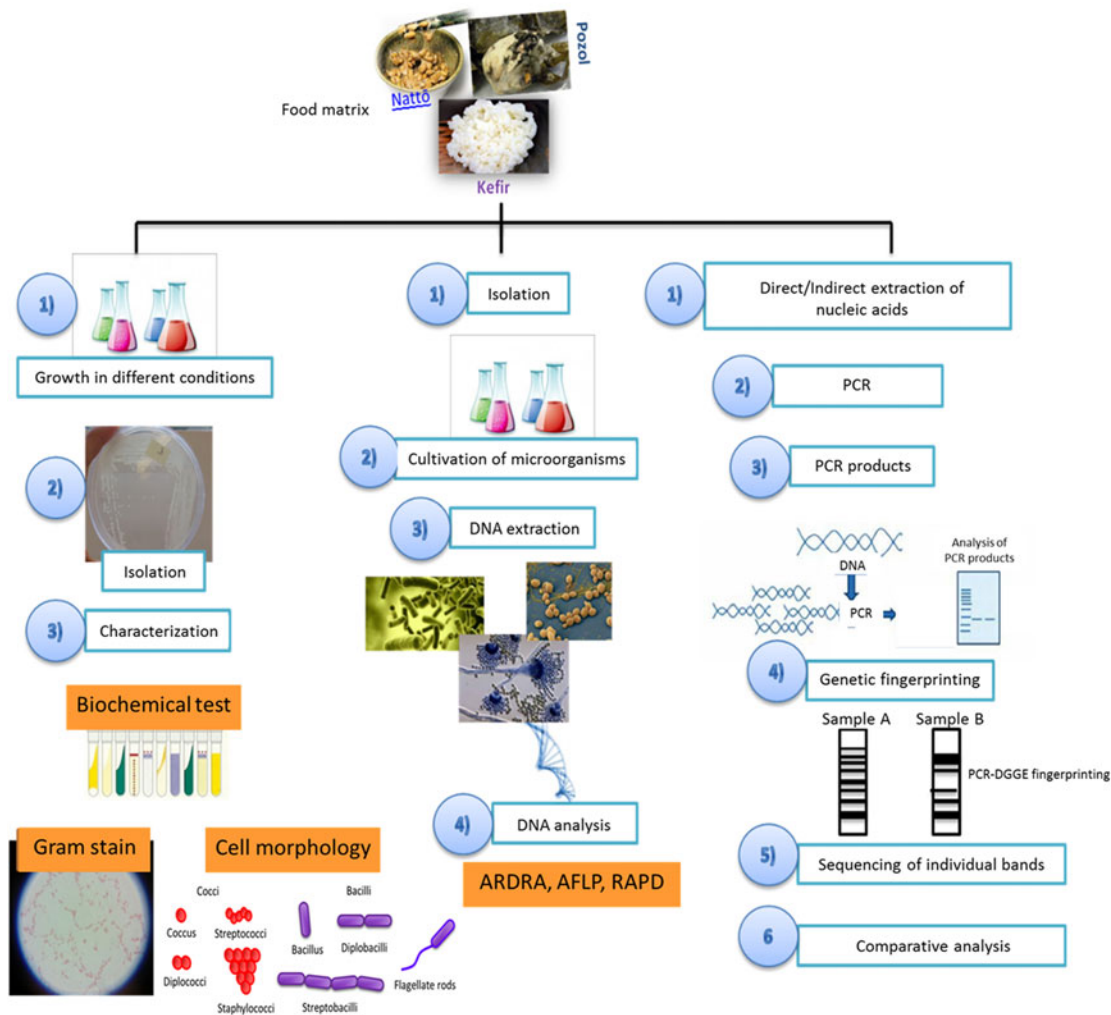 Pozol
Nattō
Food matrix
Kefir
1)
Growth in different conditions
2)
Isolation
3)
Characterization
Biochemical test
Gram stain
Cell morphology
Cocci
Bacilli
Coccus
Streptococci
Bacillus
Diplobacilli
Diplococci
Staphylococci
Streptobacilli
Flagellate rods
1)
Isolation
2)
Cultivation of microorganisms
3)
DNA extraction
4)
DNA analysis
ARDRA, AFLP, RAPD
1)
Direct/Indirect extraction of
nucleic acids
2)
PCR
3)
PCR products
DNA
PCR
Analysis of
PCR products
4)
Genetic fingerprinting
Sample A
Sample B
PCR-DGGE fingerprinting
5)
Sequencing of individual bands
6
Comparative analysis